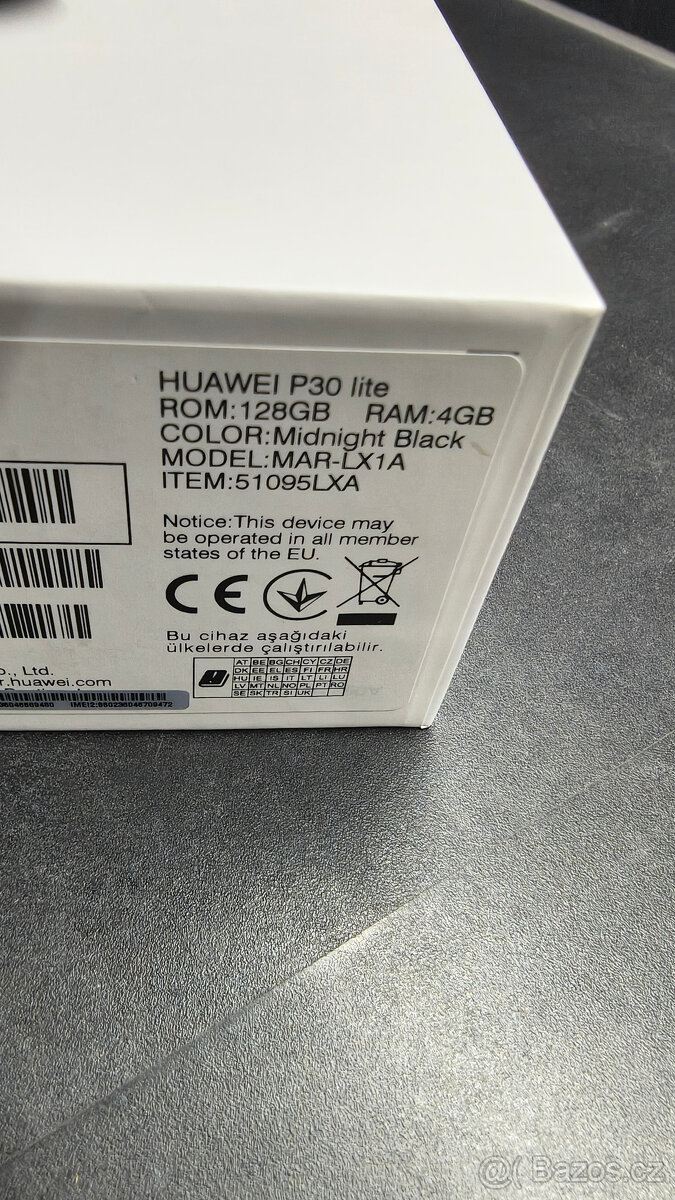 HUAWEI P30 lite
ROM:128GB RAM:4GB
COLOR:Midnight Black
MODEL:MAR-LX1A
ITEM:51095LXA
Notice:This device may
be operated in all member
states of the EU.
CE
Bu cihaz aşağıdaki
ülkelerde çalıştırılabilir.
AT BE BG CH CY CZ DE
DK EE EL ES FI FR HR
HU IE IS IT LT LI LU
LV MT NL NO PL PT RO
SE SK TR SI UK
o., Ltd.
r.huawei.com
IMEI2:860236046709472
@( Bazos.cz